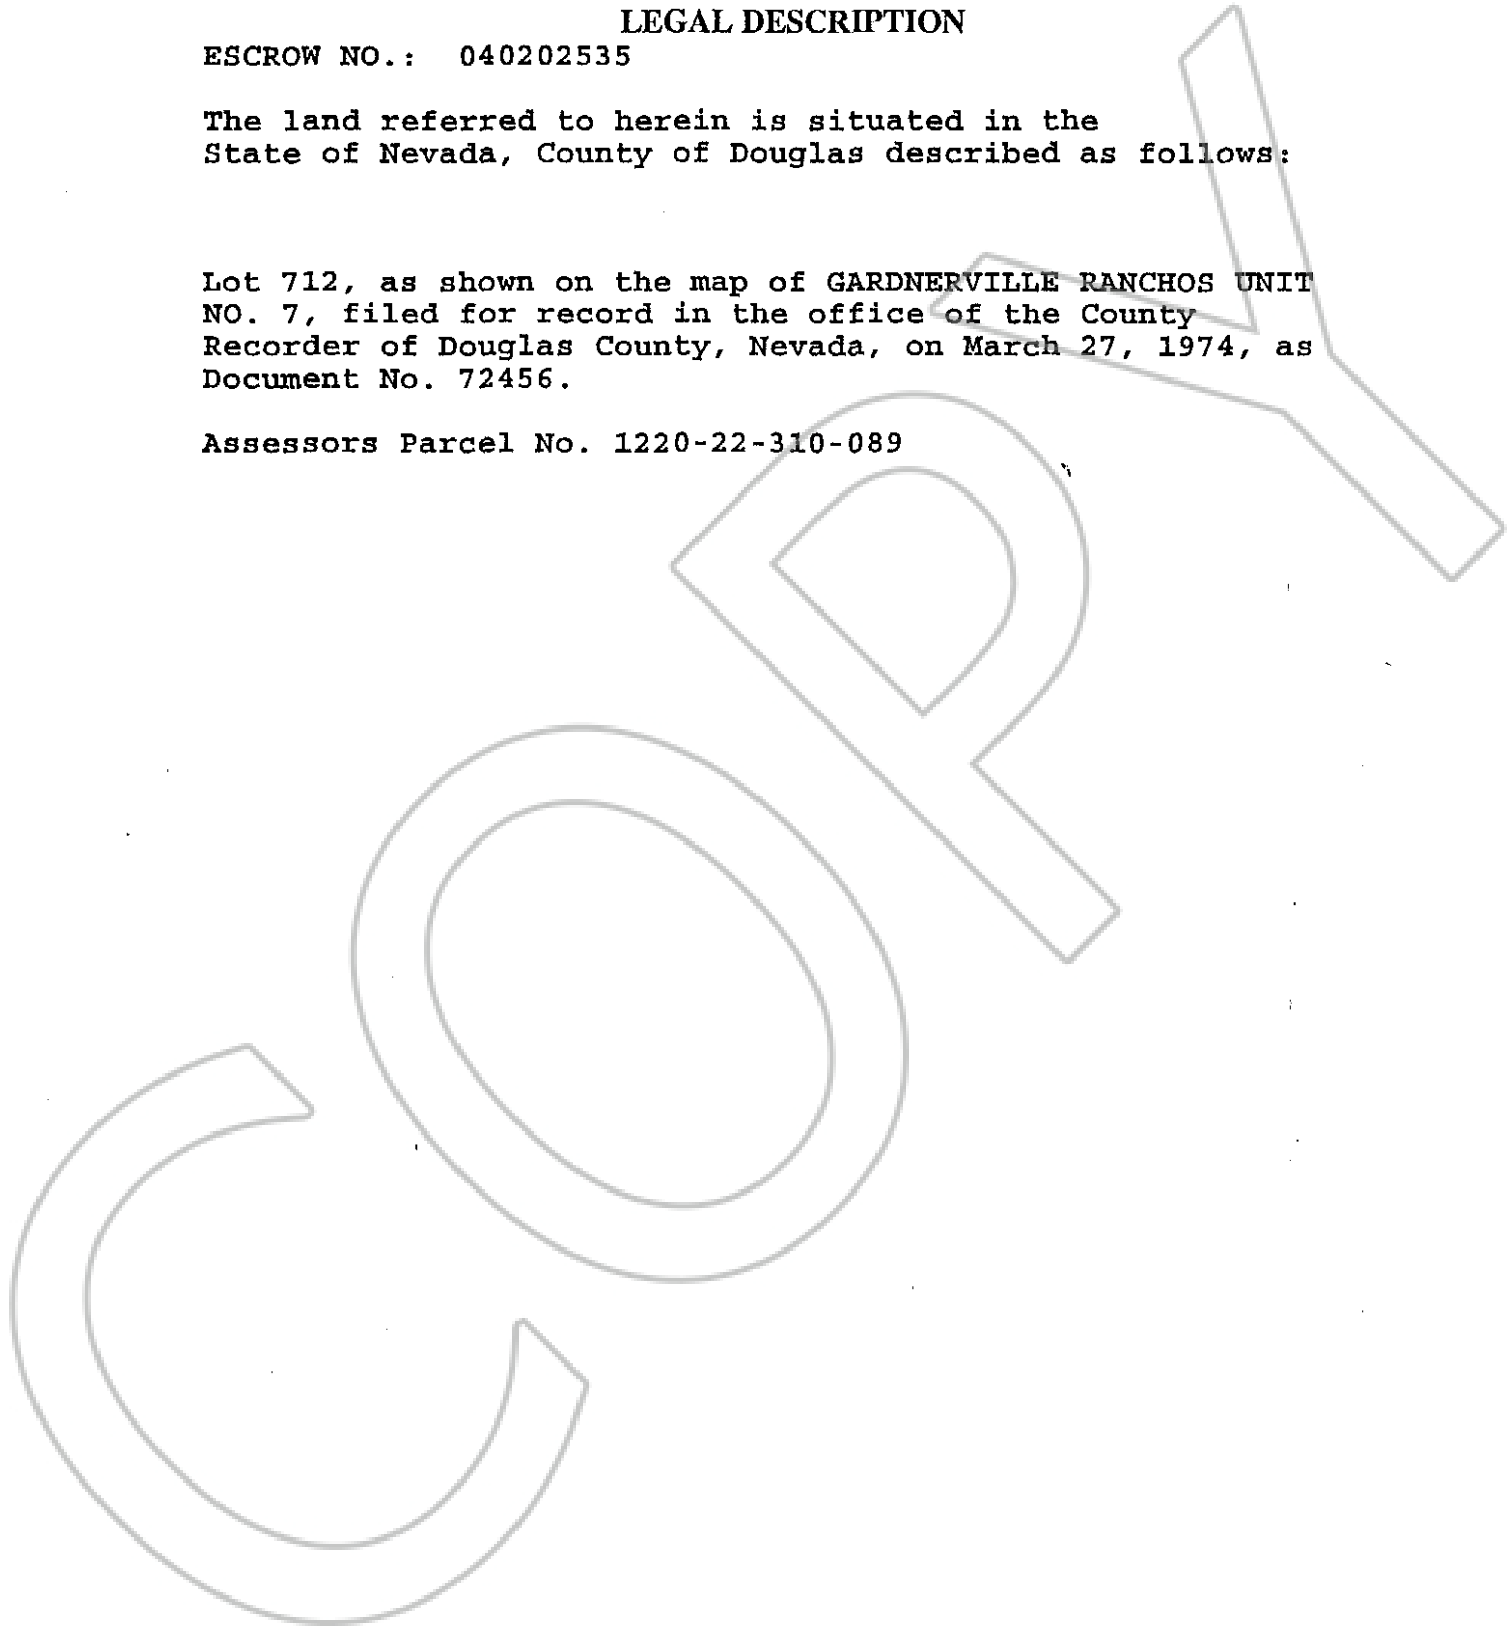 LEGAL DESCRIPTION
ESCROW NO.: 040202535
The land referred to herein is situated in the
State of Nevada, County of Douglas described as follows:
Lot 712, as shown on the map of GARDNERVILLE RANCHOS UNIT
NO. 7, filed for record in the office of the County
Recorder of Douglas County, Nevada, on March 27, 1974, as
Document No. 72456.
Assessors Parcel No. 1220-22-310-089
COPY